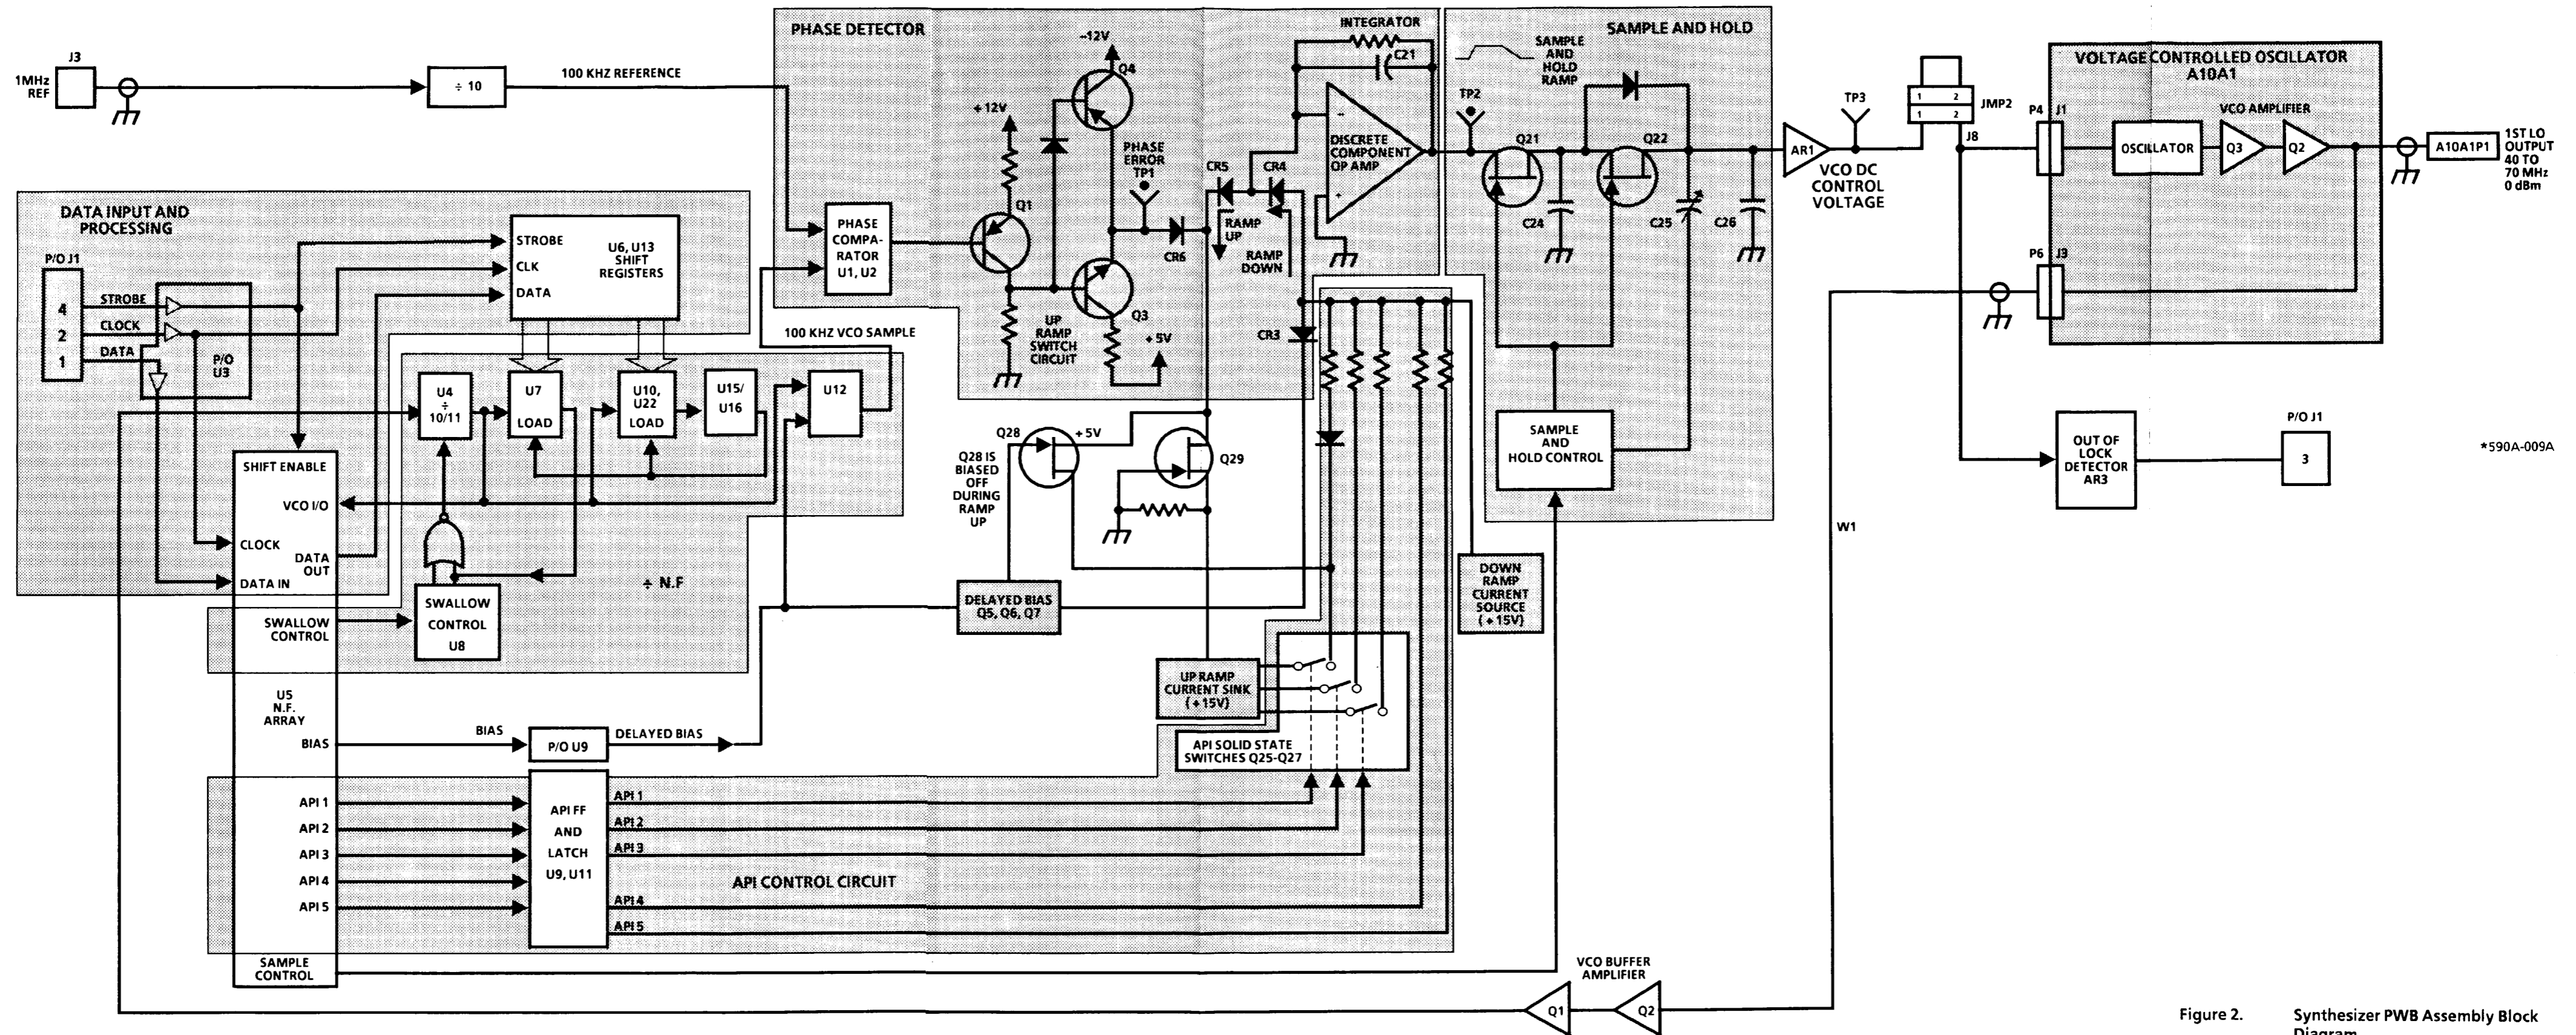 J3
1MHz
REF
÷ 10
100 KHZ REFERENCE
PHASE DETECTOR
-12V
Q4
+ 12V
Q1
PHASE
ERROR
TP1
CR6
Q3
+ 5V
UP
RAMP
SWITCH
CIRCUIT
PHASE
COMPA-
RATOR
U1, U2
100 KHZ VCO SAMPLE
INTEGRATOR
C21
CR5
CR4
RAMP
UP
RAMP
DOWN
DISCRETE
COMPONENT
OP AMP
–
+
CR3
SAMPLE AND HOLD
SAMPLE
AND
HOLD
RAMP
TP2
Q21
Q22
C24
C25
C26
SAMPLE
AND
HOLD CONTROL
AR1
TP3
VCO DC
CONTROL
VOLTAGE
1 2
1 2
JMP2
J8
VOLTAGE CONTROLLED OSCILLATOR
A10A1
VCO AMPLIFIER
P4
J1
OSCILLATOR
Q3
Q2
A10A1P1
1ST LO
OUTPUT
40 TO
70 MHz
0 dBm
P6
J3
OUT OF
LOCK
DETECTOR
AR3
P/O J1
3
*590A-009A
W1
DATA INPUT AND
PROCESSING
P/O J1
4
2
1
STROBE
CLOCK
DATA
P/O
U3
STROBE
CLK
DATA
U6, U13
SHIFT
REGISTERS
U4
÷
10/11
U7
LOAD
U10,
U22
LOAD
U15/
U16
U12
SHIFT ENABLE
VCO I/O
CLOCK
DATA
OUT
DATA IN
÷ N.F
SWALLOW
CONTROL
U8
SWALLOW
CONTROL
U5
N.F.
ARRAY
BIAS
BIAS
P/O U9
DELAYED BIAS
Q28
+ 5V
Q28 IS
BIASED
OFF
DURING
RAMP
UP
Q29
DELAYED BIAS
Q5, Q6, Q7
DOWN
RAMP
CURRENT
SOURCE
(+ 15V)
UP RAMP
CURRENT SINK
(+ 15V)
API SOLID STATE
SWITCHES Q25-Q27
API 1
API 2
API 3
API 4
API 5
API FF
AND
LATCH
U9, U11
API 1
API 2
API 3
API 4
API 5
API CONTROL CIRCUIT
SAMPLE
CONTROL
VCO BUFFER
AMPLIFIER
Q1
Q2
Figure 2. Synthesizer PWB Assembly Block
Diagram